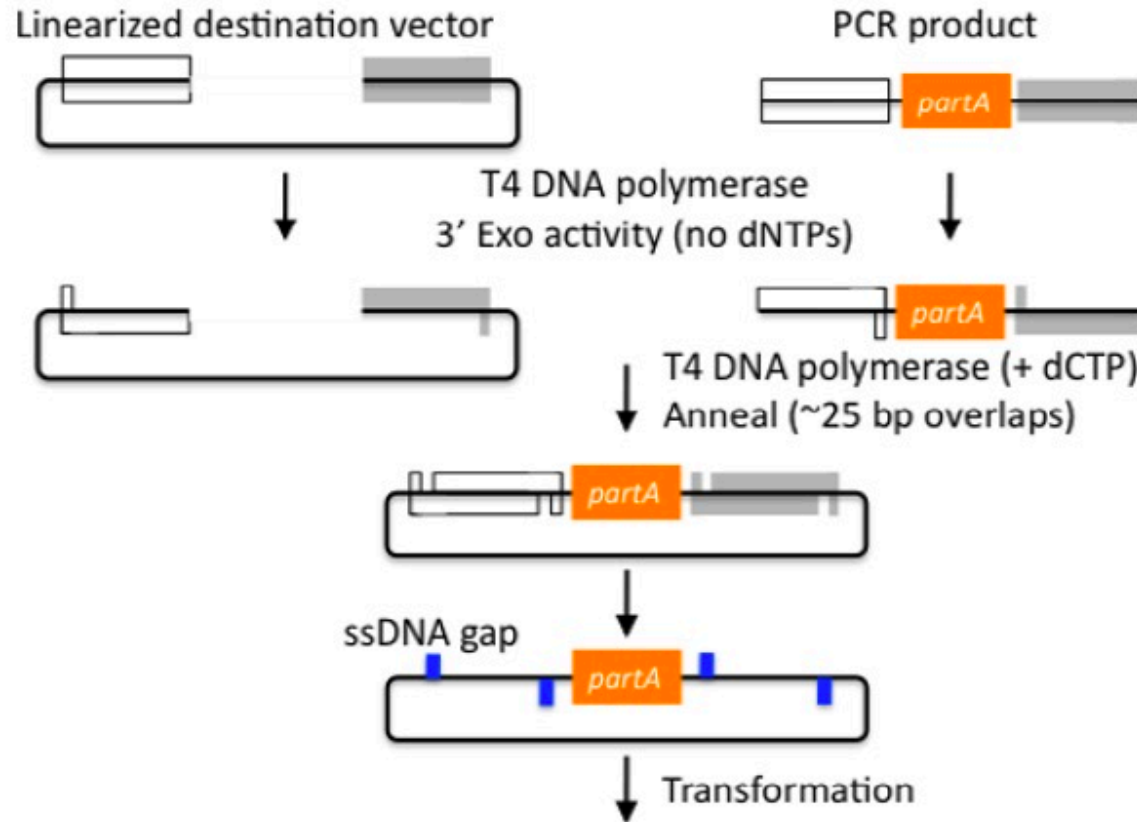 Linearized destination vector
PCR product
partA
T4 DNA polymerase
3′ Exo activity (no dNTPs)
partA
T4 DNA polymerase (+ dCTP)
Anneal (~25 bp overlaps)
partA
ssDNA gap
partA
Transformation